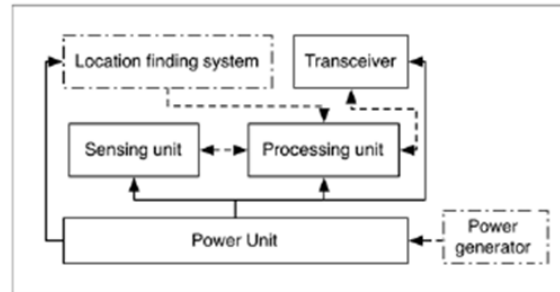 Location finding system
Transceiver
Sensing unit
Processing unit
Power Unit
Power
generator